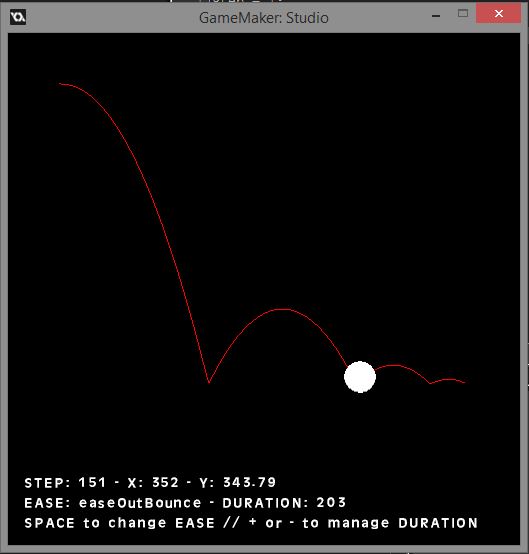 GameMaker: Studio
STEP: 151 - X: 352 - Y: 343.79
EASE: easeOutBounce - DURATION: 203
SPACE to change EASE // + or - to manage DURATION